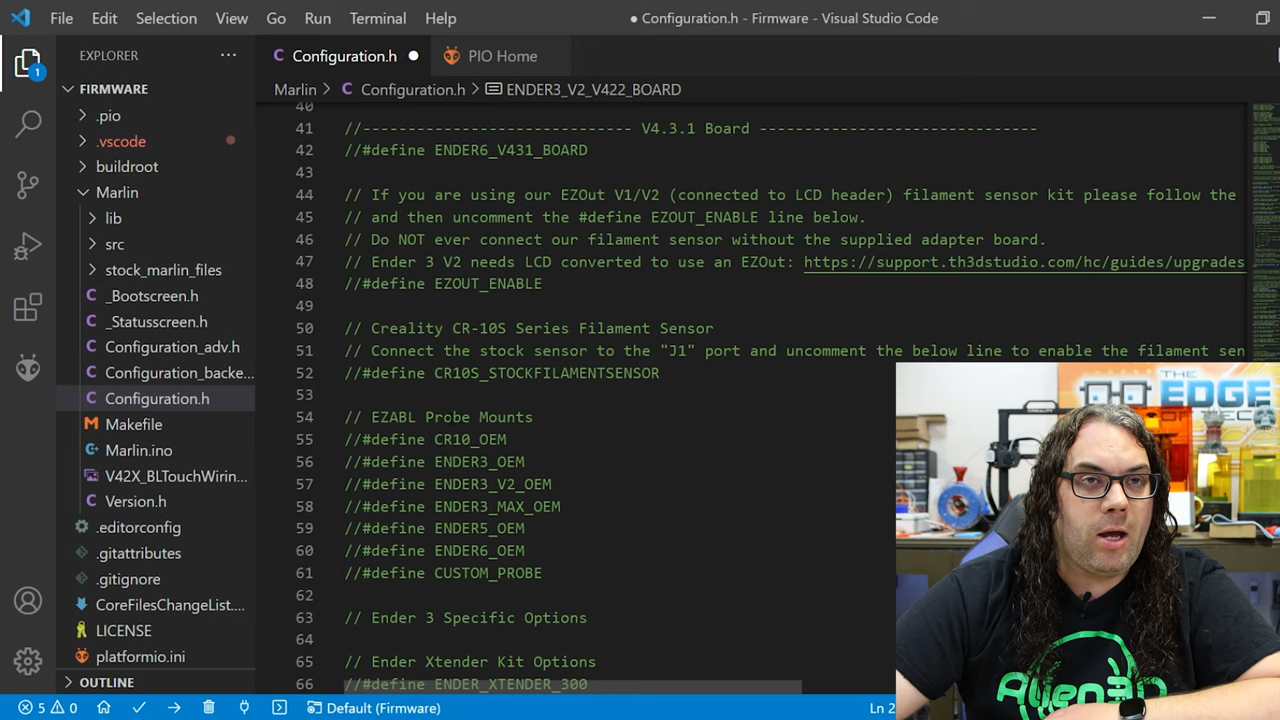 File Edit Selection View Go Run Terminal Help
● Configuration.h - Firmware - Visual Studio Code
EXPLORER ···
1
FIRMWARE
.pio
.vscode
buildroot
Marlin
lib
src
stock_marlin_files
_Bootscreen.h
_Statusscreen.h
Configuration_adv.h
Configuration_backe...
Configuration.h
Makefile
Marlin.ino
V42X_BLTouchWirin...
Version.h
.editorconfig
.gitattributes
.gitignore
CoreFilesChangeList....
LICENSE
platformio.ini
OUTLINE
C Configuration.h ●
PIO Home
Marlin > C Configuration.h > ENDER3_V2_V422_BOARD
40
41 //------------------------------ V4.3.1 Board -------------------------------
42 //#define ENDER6_V431_BOARD
43
44 // If you are using our EZOut V1/V2 (connected to LCD header) filament sensor kit please follow the
45 // and then uncomment the #define EZOUT_ENABLE line below.
46 // Do NOT ever connect our filament sensor without the supplied adapter board.
47 // Ender 3 V2 needs LCD converted to use an EZOut: https://support.th3dstudio.com/hc/guides/upgrades
48 //#define EZOUT_ENABLE
49
50 // Creality CR-10S Series Filament Sensor
51 // Connect the stock sensor to the "J1" port and uncomment the below line to enable the filament sen
52 //#define CR10S_STOCKFILAMENTSENSOR
53
54 // EZABL Probe Mounts
55 //#define CR10_OEM
56 //#define ENDER3_OEM
57 //#define ENDER3_V2_OEM
58 //#define ENDER3_MAX_OEM
59 //#define ENDER5_OEM
60 //#define ENDER6_OEM
61 //#define CUSTOM_PROBE
62
63 // Ender 3 Specific Options
64
65 // Ender Xtender Kit Options
66 //#define ENDER_XTENDER_300
5 0 Default (Firmware) Ln 2
THE
EDGE
Alien3D